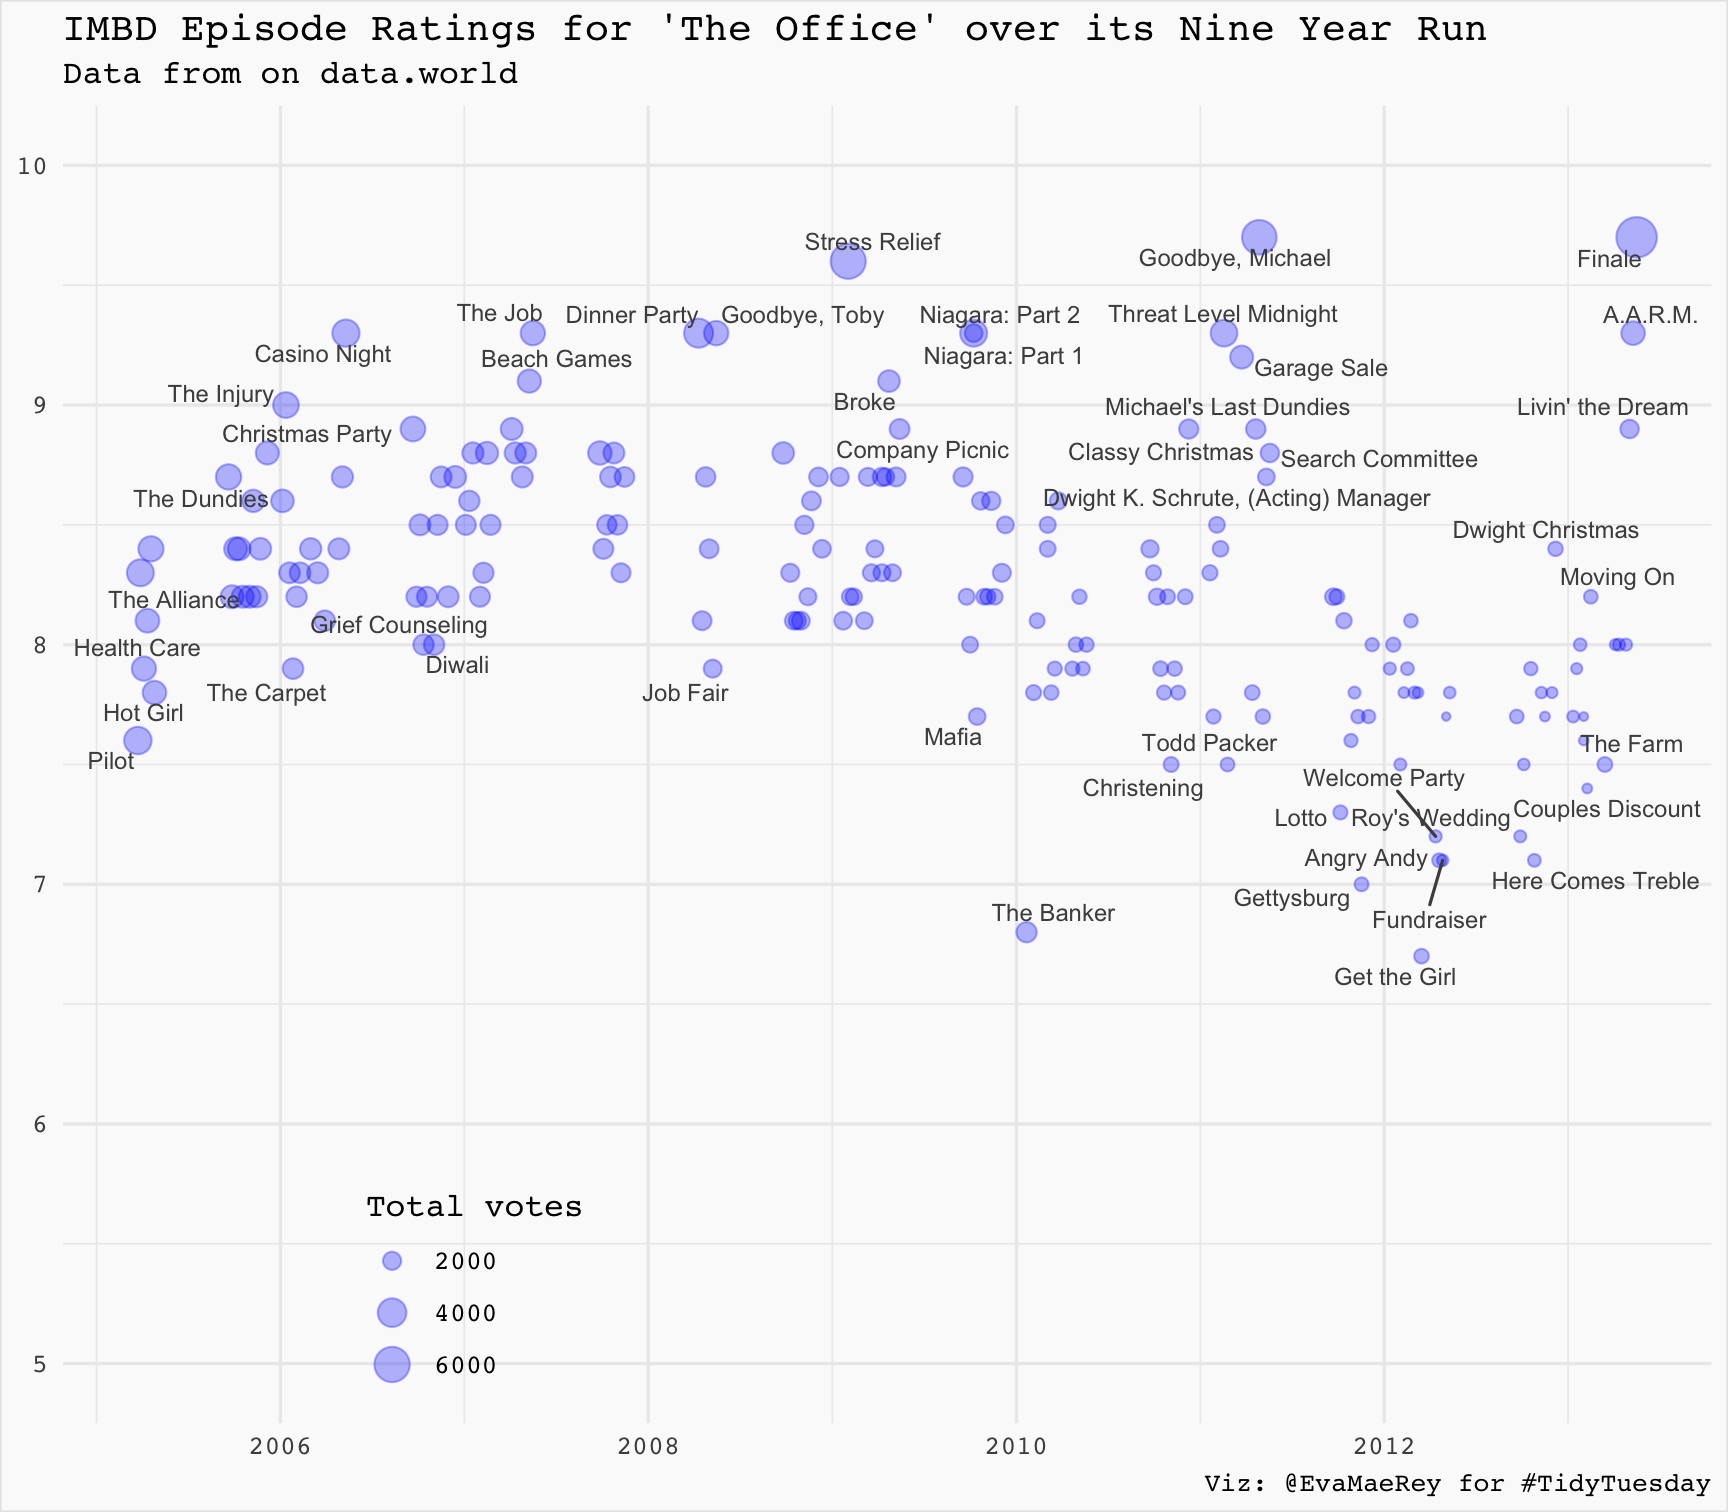 IMBD Episode Ratings for 'The Office' over its Nine Year Run
Data from on data.world
10
9
8
7
6
5
Stress Relief
Goodbye, Michael
Finale
The Job
Dinner Party
Goodbye, Toby
Niagara: Part 2
Threat Level Midnight
A.A.R.M.
Casino Night
Beach Games
Niagara: Part 1
Garage Sale
The Injury
Broke
Michael's Last Dundies
Livin' the Dream
Christmas Party
Company Picnic
Classy Christmas
Search Committee
The Dundies
Dwight K. Schrute, (Acting) Manager
Dwight Christmas
Moving On
The Alliance
Grief Counseling
Health Care
Diwali
The Carpet
Job Fair
Hot Girl
Mafia
Todd Packer
The Farm
Pilot
Welcome Party
Christening
Couples Discount
Lotto
Roy's Wedding
Angry Andy
Here Comes Treble
Gettysburg
The Banker
Fundraiser
Get the Girl
Total votes
2000
4000
6000
2006
2008
2010
2012
Viz: @EvaMaeRey for #TidyTuesday